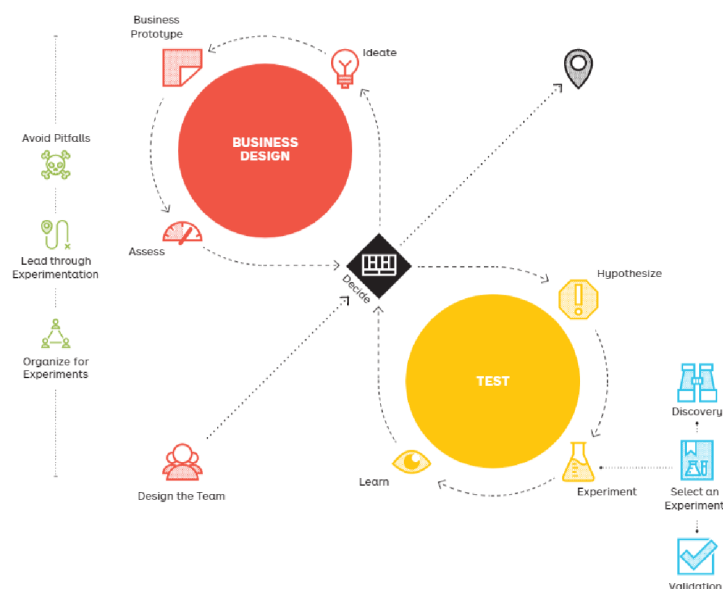 Business
Prototype
Ideate
BUSINESS
DESIGN
Avoid Pitfalls
Assess
Lead through
Experimentation
Decide
Hypothesize
Organize for
Experiments
TEST
Discovery
Learn
Experiment
Select an
Experiment
Design the Team
Validation